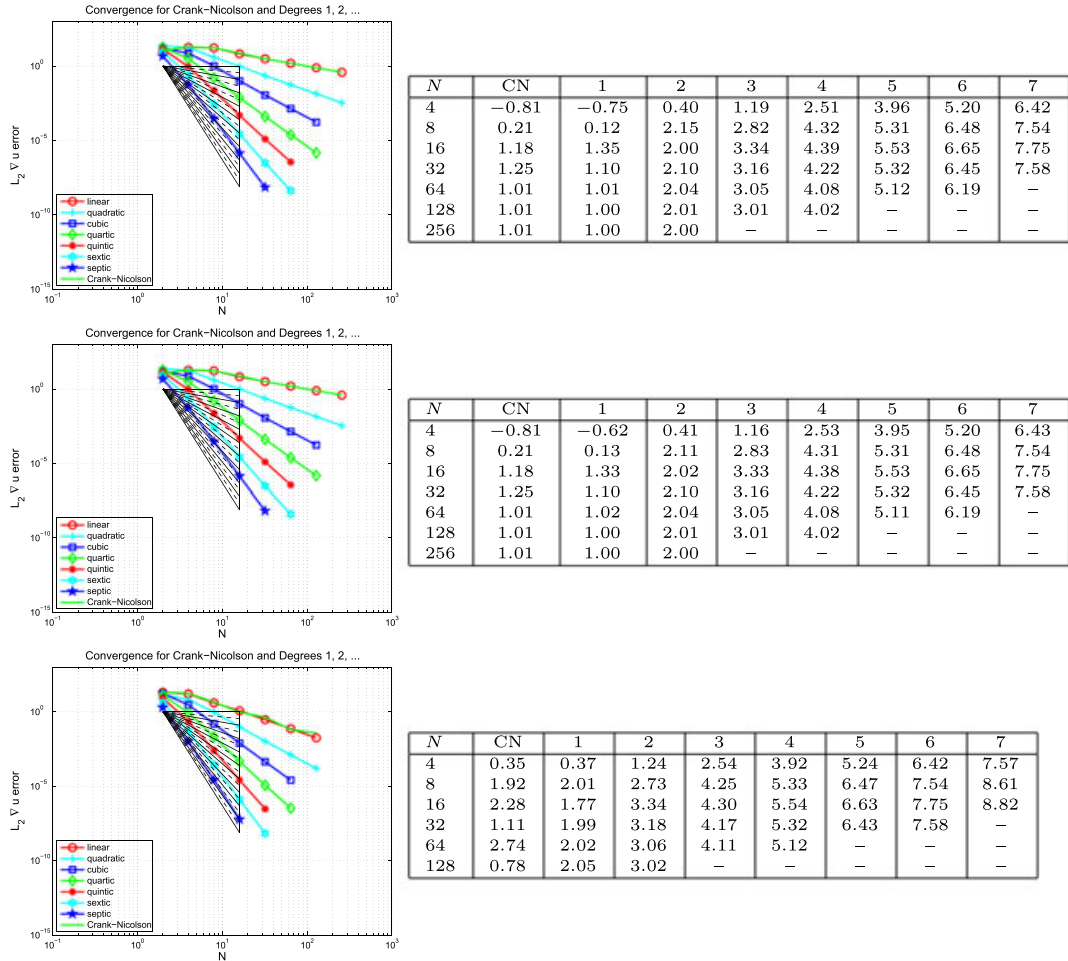 Convergence for Crank−Nicolson and Degrees 1, 2, ...
10^0
10^−5
10^−10
10^−15
L_2 ∇ u error
linear
quadratic
cubic
quartic
quintic
sextic
septic
Crank−Nicolson
10^−1 10^0 10^1 10^2 10^3
N
N CN 1 2 3 4 5 6 7
4 −0.81 −0.75 0.40 1.19 2.51 3.96 5.20 6.42
8 0.21 0.12 2.15 2.82 4.32 5.31 6.48 7.54
16 1.18 1.35 2.00 3.34 4.39 5.53 6.65 7.75
32 1.25 1.10 2.10 3.16 4.22 5.32 6.45 7.58
64 1.01 1.01 2.04 3.05 4.08 5.12 6.19 –
128 1.01 1.00 2.01 3.01 4.02 – – –
256 1.01 1.00 2.00 – – – – –
Convergence for Crank−Nicolson and Degrees 1, 2, ...
10^0
10^−5
10^−10
10^−15
L_2 ∇ u error
linear
quadratic
cubic
quartic
quintic
sextic
septic
Crank−Nicolson
10^−1 10^0 10^1 10^2 10^3
N
N CN 1 2 3 4 5 6 7
4 −0.81 −0.62 0.41 1.16 2.53 3.95 5.20 6.43
8 0.21 0.13 2.11 2.83 4.31 5.31 6.48 7.54
16 1.18 1.33 2.02 3.33 4.38 5.53 6.65 7.75
32 1.25 1.10 2.10 3.16 4.22 5.32 6.45 7.58
64 1.01 1.02 2.04 3.05 4.08 5.11 6.19 –
128 1.01 1.00 2.01 3.01 4.02 – – –
256 1.01 1.00 2.00 – – – – –
Convergence for Crank−Nicolson and Degrees 1, 2, ...
10^0
10^−5
10^−10
10^−15
L_2 ∇ u error
linear
quadratic
cubic
quartic
quintic
sextic
septic
Crank−Nicolson
10^−1 10^0 10^1 10^2 10^3
N
N CN 1 2 3 4 5 6 7
4 0.35 0.37 1.24 2.54 3.92 5.24 6.42 7.57
8 1.92 2.01 2.73 4.25 5.33 6.47 7.54 8.61
16 2.28 1.77 3.34 4.30 5.54 6.63 7.75 8.82
32 1.11 1.99 3.18 4.17 5.32 6.43 7.58 –
64 2.74 2.02 3.06 4.11 5.12 – – –
128 0.78 2.05 3.02 – – – – –